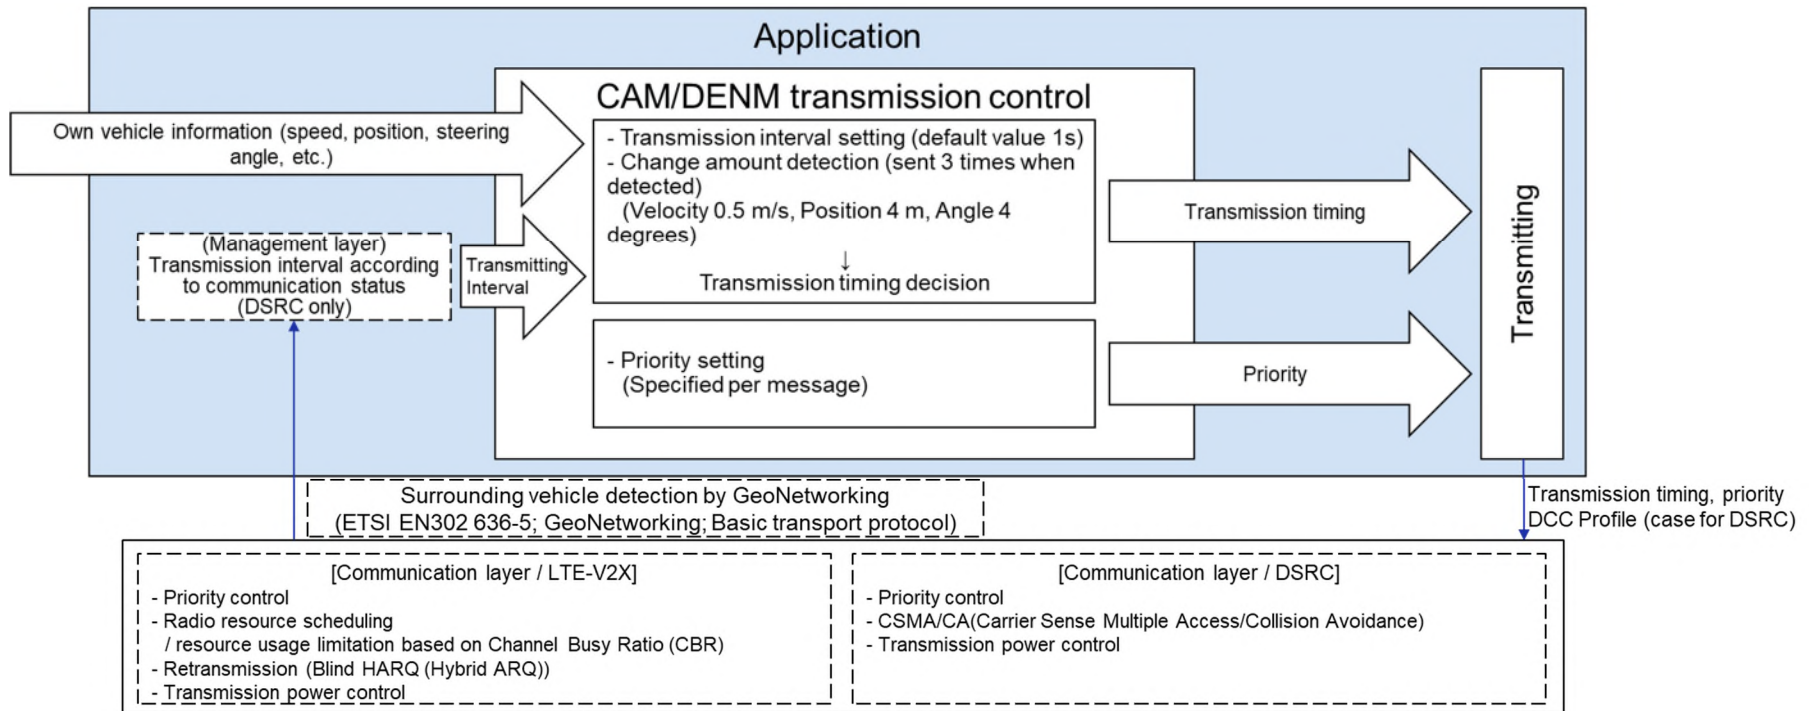 Application
CAM/DENM transmission control
Own vehicle information (speed, position, steering
angle, etc.)
- Transmission interval setting (default value 1s)
- Change amount detection (sent 3 times when
detected)
(Velocity 0.5 m/s, Position 4 m, Angle 4
degrees)
↓
Transmission timing decision
(Management layer)
Transmission interval according
to communication status
(DSRC only)
Transmitting
Interval
- Priority setting
(Specified per message)
Transmission timing
Priority
Transmitting
Surrounding vehicle detection by GeoNetworking
(ETSI EN302 636-5; GeoNetworking; Basic transport protocol)
Transmission timing, priority
DCC Profile (case for DSRC)
[Communication layer / LTE-V2X]
- Priority control
- Radio resource scheduling
/ resource usage limitation based on Channel Busy Ratio (CBR)
- Retransmission (Blind HARQ (Hybrid ARQ))
- Transmission power control
[Communication layer / DSRC]
- Priority control
- CSMA/CA(Carrier Sense Multiple Access/Collision Avoidance)
- Transmission power control